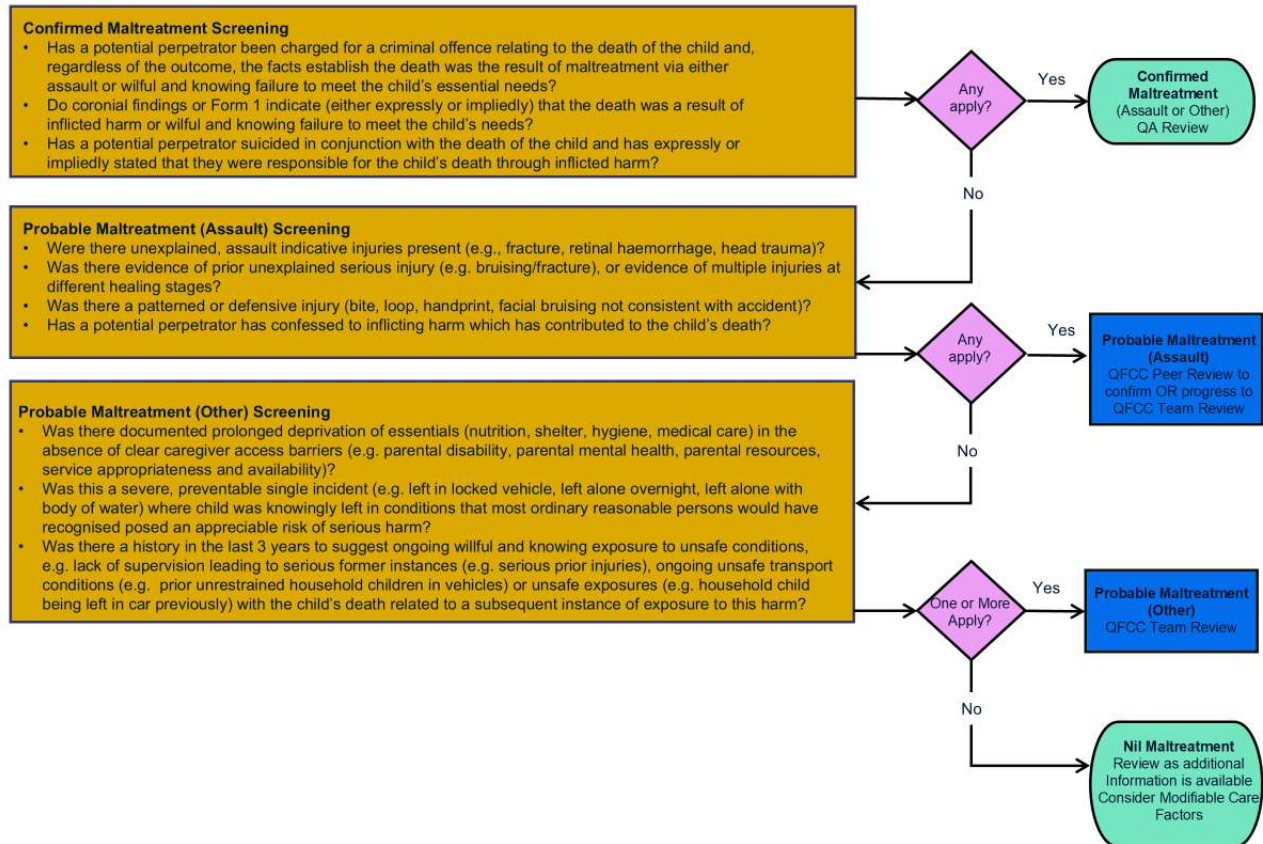 Confirmed Maltreatment Screening
• Has a potential perpetrator been charged for a criminal offence relating to the death of the child and,
regardless of the outcome, the facts establish the death was the result of maltreatment via either
assault or wilful and knowing failure to meet the child's essential needs?
• Do coronial findings or Form 1 indicate (either expressly or impliedly) that the death was a result of
inflicted harm or wilful and knowing failure to meet the child's needs?
• Has a potential perpetrator suicided in conjunction with the death of the child and has expressly or
impliedly stated that they were responsible for the child's death through inflicted harm?
Any
apply?
Yes
Confirmed
Maltreatment
(Assault or Other)
QA Review
No
Probable Maltreatment (Assault) Screening
• Were there unexplained, assault indicative injuries present (e.g., fracture, retinal haemorrhage, head trauma)?
• Was there evidence of prior unexplained serious injury (e.g. bruising/fracture), or evidence of multiple injuries at
different healing stages?
• Was there a patterned or defensive injury (bite, loop, handprint, facial bruising not consistent with accident)?
• Has a potential perpetrator has confessed to inflicting harm which has contributed to the child's death?
Any
apply?
Yes
Probable Maltreatment
(Assault)
QFCC Peer Review to
confirm OR progress to
QFCC Team Review
No
Probable Maltreatment (Other) Screening
• Was there documented prolonged deprivation of essentials (nutrition, shelter, hygiene, medical care) in the
absence of clear caregiver access barriers (e.g. parental disability, parental mental health, parental resources,
service appropriateness and availability)?
• Was this a severe, preventable single incident (e.g. left in locked vehicle, left alone overnight, left alone with
body of water) where child was knowingly left in conditions that most ordinary reasonable persons would have
recognised posed an appreciable risk of serious harm?
• Was there a history in the last 3 years to suggest ongoing willful and knowing exposure to unsafe conditions,
e.g. lack of supervision leading to serious former instances (e.g. serious prior injuries), ongoing unsafe transport
conditions (e.g. prior unrestrained household children in vehicles) or unsafe exposures (e.g. household child
being left in car previously) with the child's death related to a subsequent instance of exposure to this harm?
One or More
Apply?
Yes
Probable Maltreatment
(Other)
QFCC Team Review
No
Nil Maltreatment
Review as additional
Information is available
Consider Modifiable Care
Factors